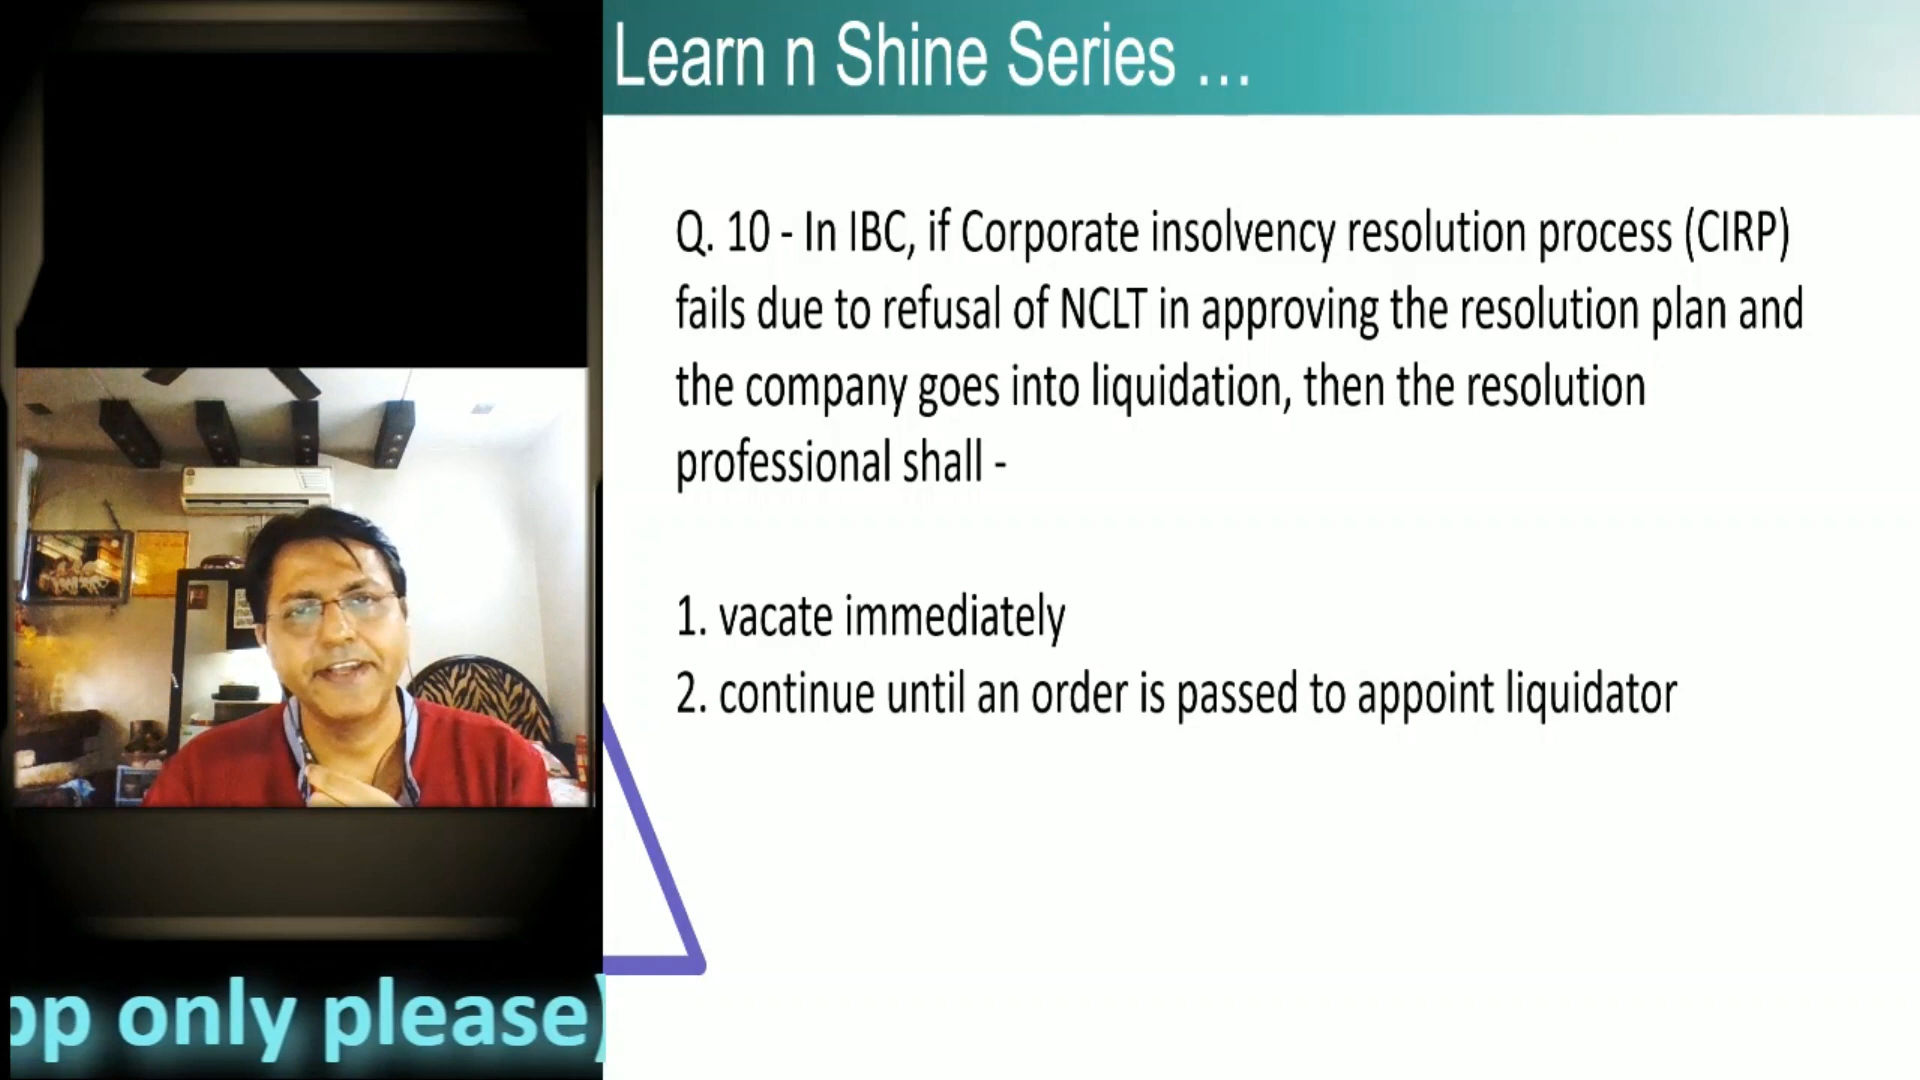 Learn n Shine Series ...
Q. 10 - In IBC, if Corporate insolvency resolution process (CIRP)
fails due to refusal of NCLT in approving the resolution plan and
the company goes into liquidation, then the resolution
professional shall -
1. vacate immediately
2. continue until an order is passed to appoint liquidator
only please)